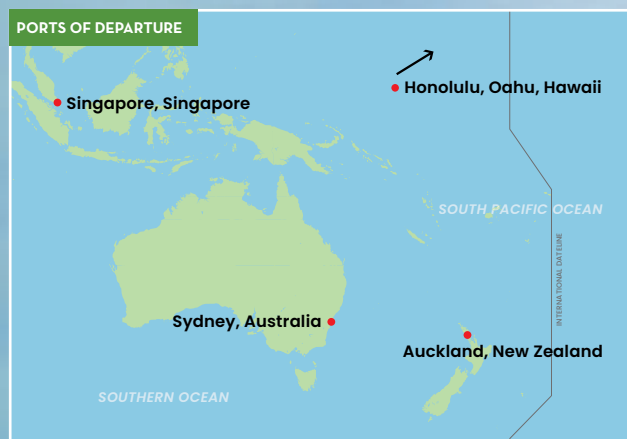 PORTS OF DEPARTURE
Honolulu, Oahu, Hawaii
Singapore, Singapore
SOUTH PACIFIC OCEAN
INTERNATIONAL DATELINE
Sydney, Australia
Auckland, New Zealand
SOUTHERN OCEAN